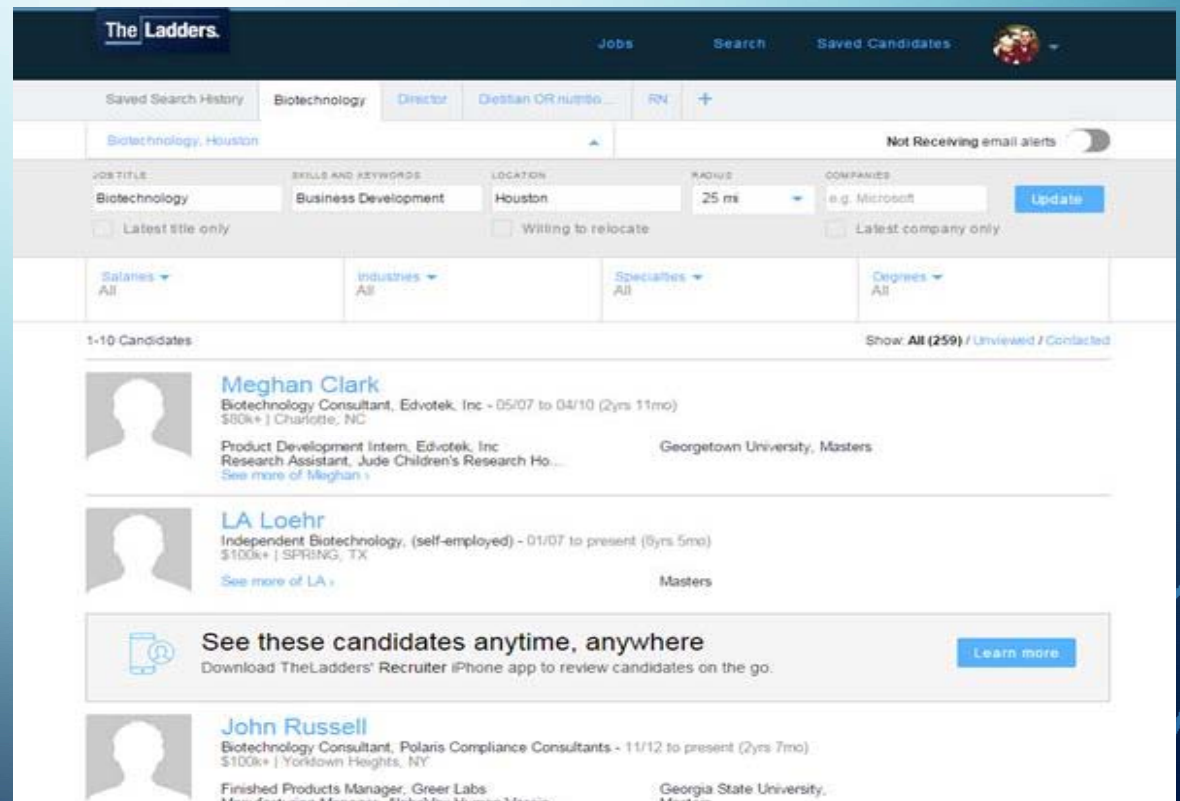 The Ladders.
Jobs Search Saved Candidates
Saved Search History Biotechnology Director Dietitian OR nutritio... RN +
Biotechnology, Houston Not Receiving email alerts
JOB TITLE SKILLS AND KEYWORDS LOCATION RADIUS COMPANIES
Biotechnology Business Development Houston 25 mi e.g. Microsoft Update
Latest title only Willing to relocate Latest company only
Salaries Industries Specialties Degrees
All All All All
1-10 Candidates Show: All (259) / Unviewed / Contacted
Meghan Clark
Biotechnology Consultant, Edvotek, Inc - 05/07 to 04/10 (2yrs 11mo)
$80k+ | Charlotte, NC
Product Development Intern, Edvotek, Inc Georgetown University, Masters
Research Assistant, Jude Children's Research Ho...
See more of Meghan ›
LA Loehr
Independent Biotechnology, (self-employed) - 01/07 to present (8yrs 5mo)
$100k+ | SPRING, TX
See more of LA › Masters
See these candidates anytime, anywhere
Download TheLadders' Recruiter iPhone app to review candidates on the go.
Learn more
John Russell
Biotechnology Consultant, Polaris Compliance Consultants - 11/12 to present (2yrs 7mo)
$100k+ | Yorktown Heights, NY
Finished Products Manager, Greer Labs Georgia State University,